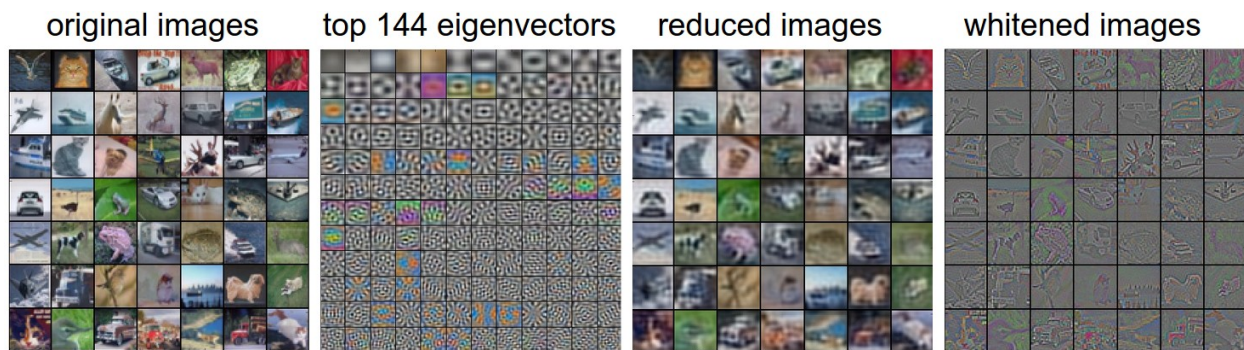 original images
top 144 eigenvectors
reduced images
whitened images